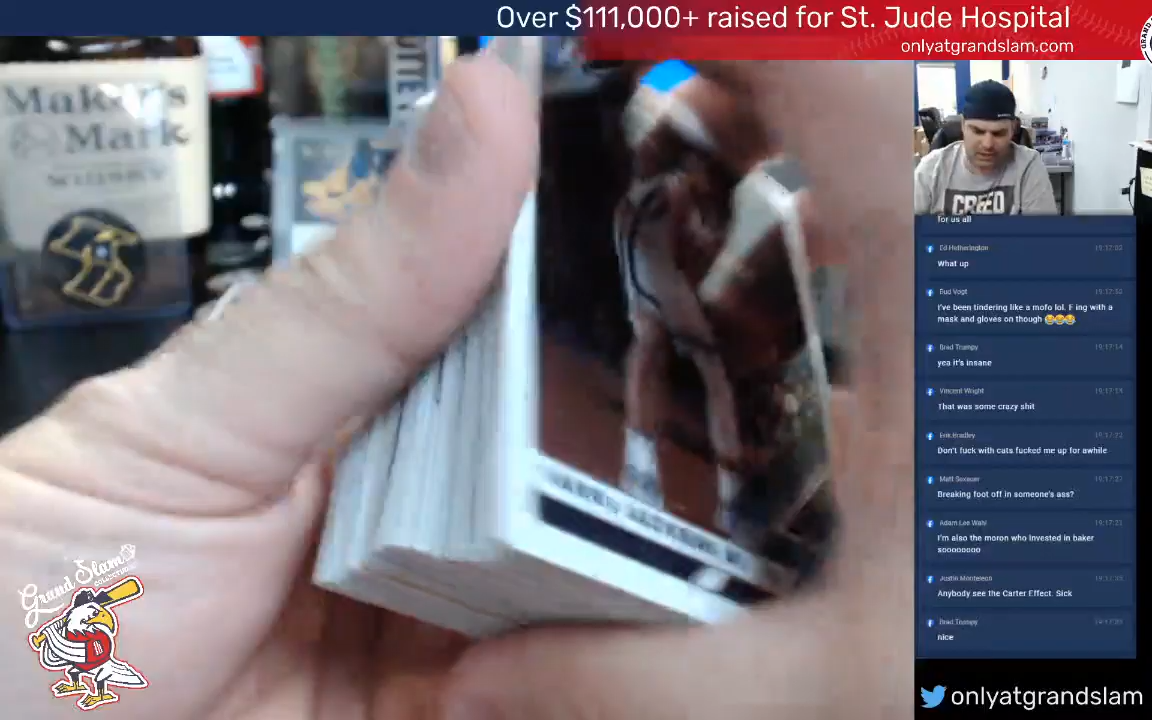 Over $111,000+ raised for St. Jude Hospital
onlyatgrandslam.com
Maker's
Mark
WHISKY
CREED
for us all
Ed Hetherington
What up
Bud Vogt
I've been tindering like a mofo lol. F ing with a
mask and gloves on though 😂😂😂
Brad Trumpy
yea it's insane
Vincent Wright
That was some crazy shit
Erik Bradley
Don't fuck with cats fucked me up for awhile
Matt
Breaking foot off in someone's ass?
Adam Lee Wahl
I'm also the moron who invested in baker
sooooooo
Justin
Anybody see the Carter Effect. Sick
Brad Trumpy
nice
Grand Slam
onlyatgrandslam